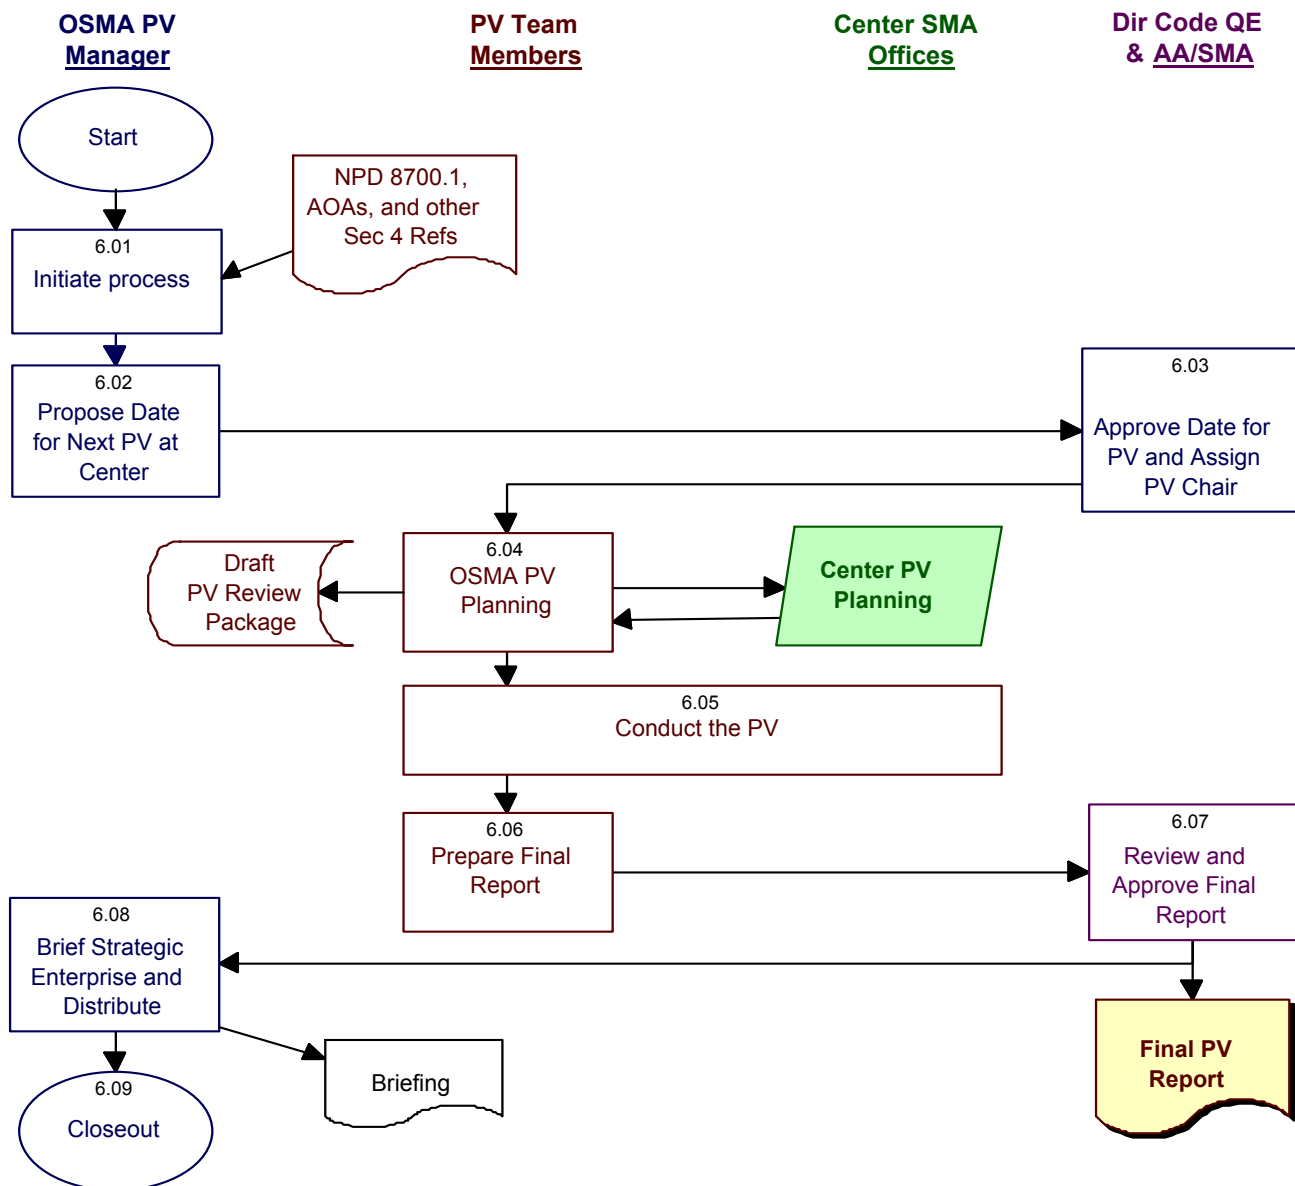 OSMA PV
Manager
PV Team
Members
Center SMA
Offices
Dir Code QE
& AA/SMA
Start
NPD 8700.1,
AOAs, and other
Sec 4 Refs
6.01
Initiate process
6.02
Propose Date
for Next PV at
Center
6.03
Approve Date for
PV and Assign
PV Chair
Draft
PV Review
Package
6.04
OSMA PV
Planning
Center PV
Planning
6.05
Conduct the PV
6.06
Prepare Final
Report
6.07
Review and
Approve Final
Report
6.08
Brief Strategic
Enterprise and
Distribute
Briefing
Final PV
Report
6.09
Closeout